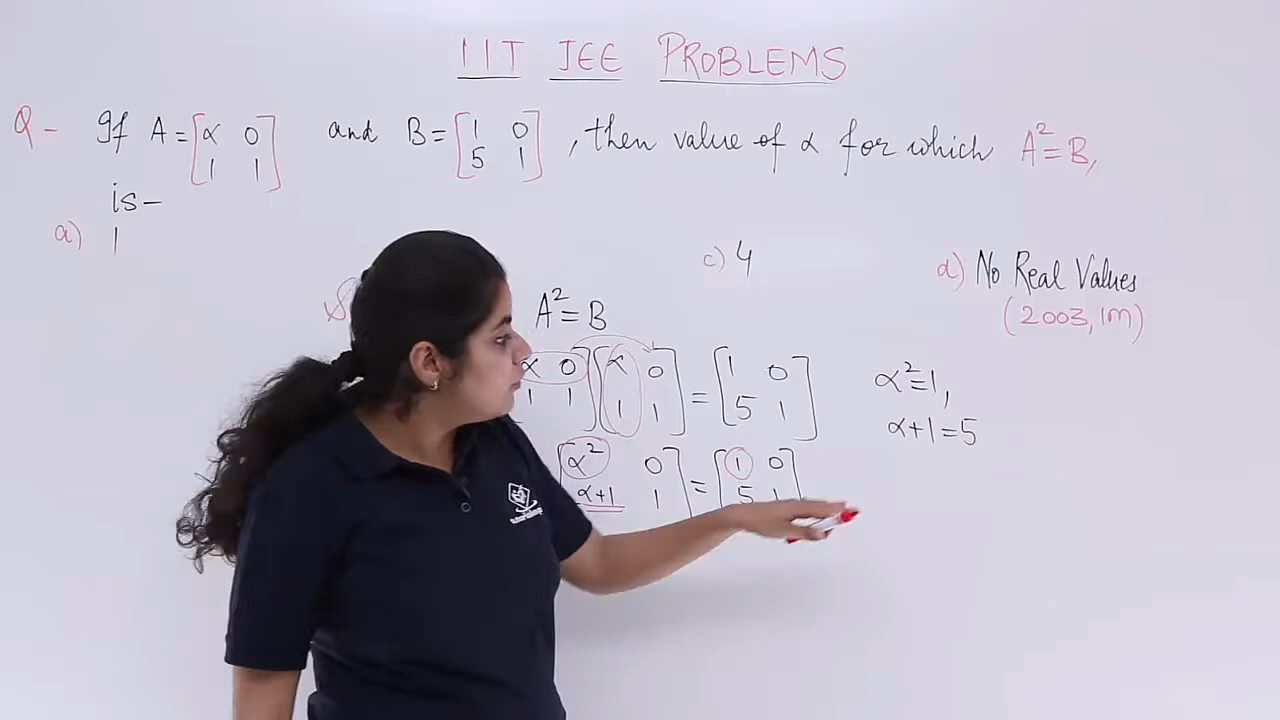 IIT JEE PROBLEMS
Q- If A = [α 0 and B = [1 0 , then value of α for which A² = B,
1 1] 5 1]
is-
a) 1 c) 4 d) No Real Values
(2003, 1M)
A² = B
[α 0 [α 0 = [1 0 α² = 1,
1 1] 1 1] 5 1] α+1 = 5
[α² 0 = [1 0
α+1 1] 5 1]